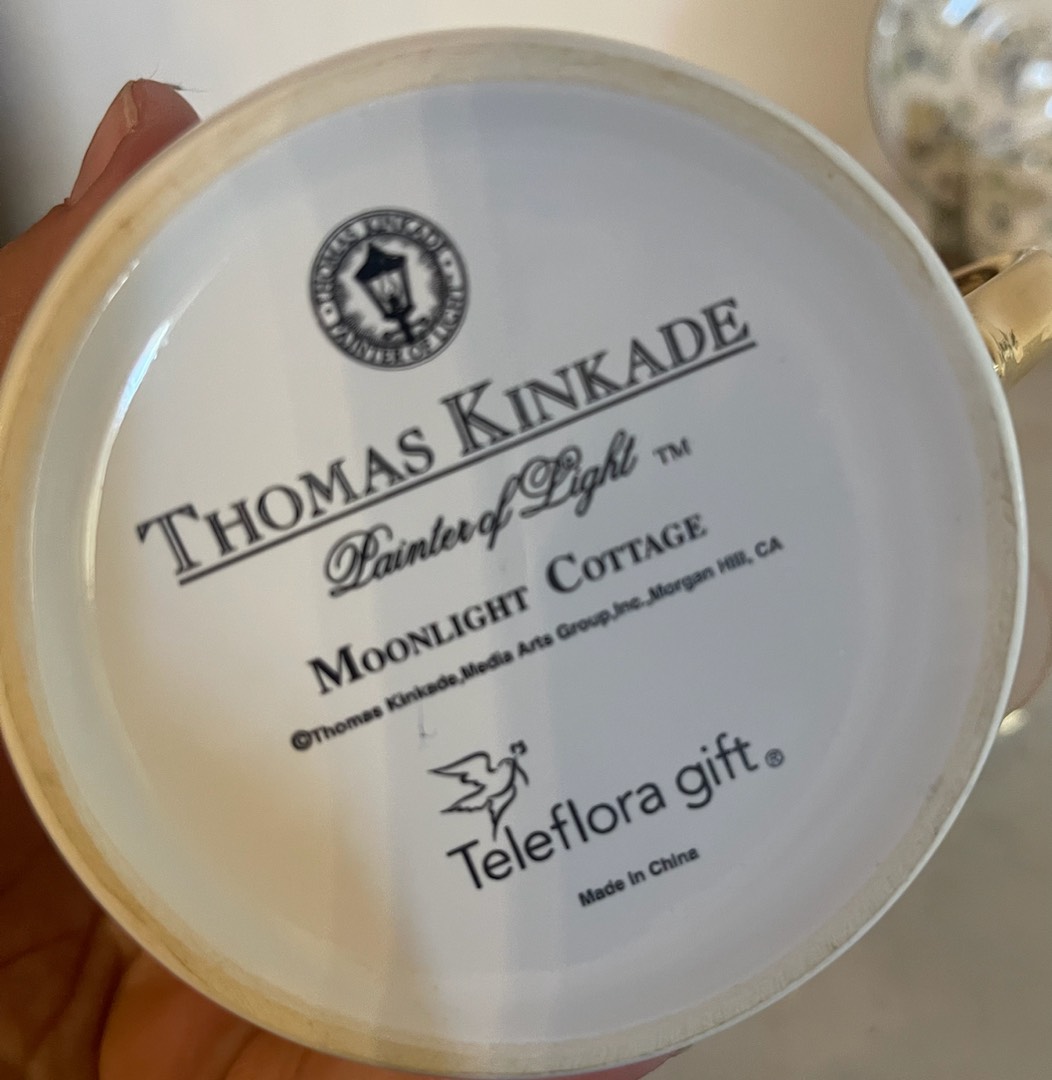 THOMAS KINKADE
• PAINTER OF LIGHT •
THOMAS KINKADE
Painter of Light ™
MOONLIGHT COTTAGE
©Thomas Kinkade,Media Arts Group,Inc.,Morgan Hill, CA
Teleflora gift®
Made in China